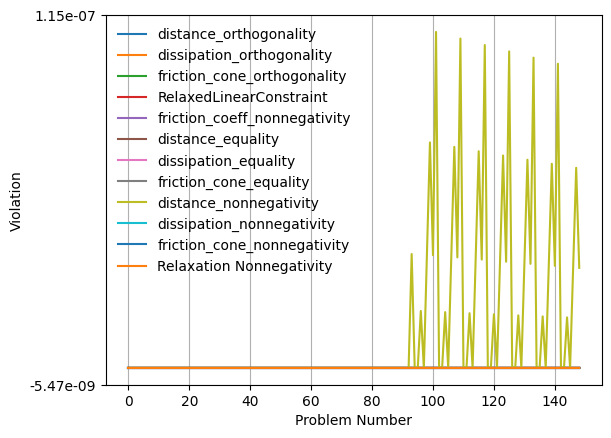 1.15e-07
distance_orthogonality
dissipation_orthogonality
friction_cone_orthogonality
RelaxedLinearConstraint
friction_coeff_nonnegativity
distance_equality
dissipation_equality
friction_cone_equality
distance_nonnegativity
dissipation_nonnegativity
friction_cone_nonnegativity
Relaxation Nonnegativity
Violation
-5.47e-09
0 20 40 60 80 100 120 140
Problem Number